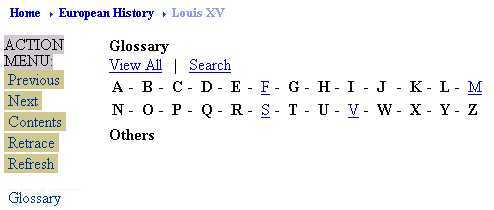 Home › European History › Louis XV
ACTION MENU:
Previous
Next
Contents
Retrace
Refresh
Glossary
Glossary
View All | Search
A - B - C - D - E - F - G - H - I - J - K - L - M
N - O - P - Q - R - S - T - U - V - W - X - Y - Z
Others